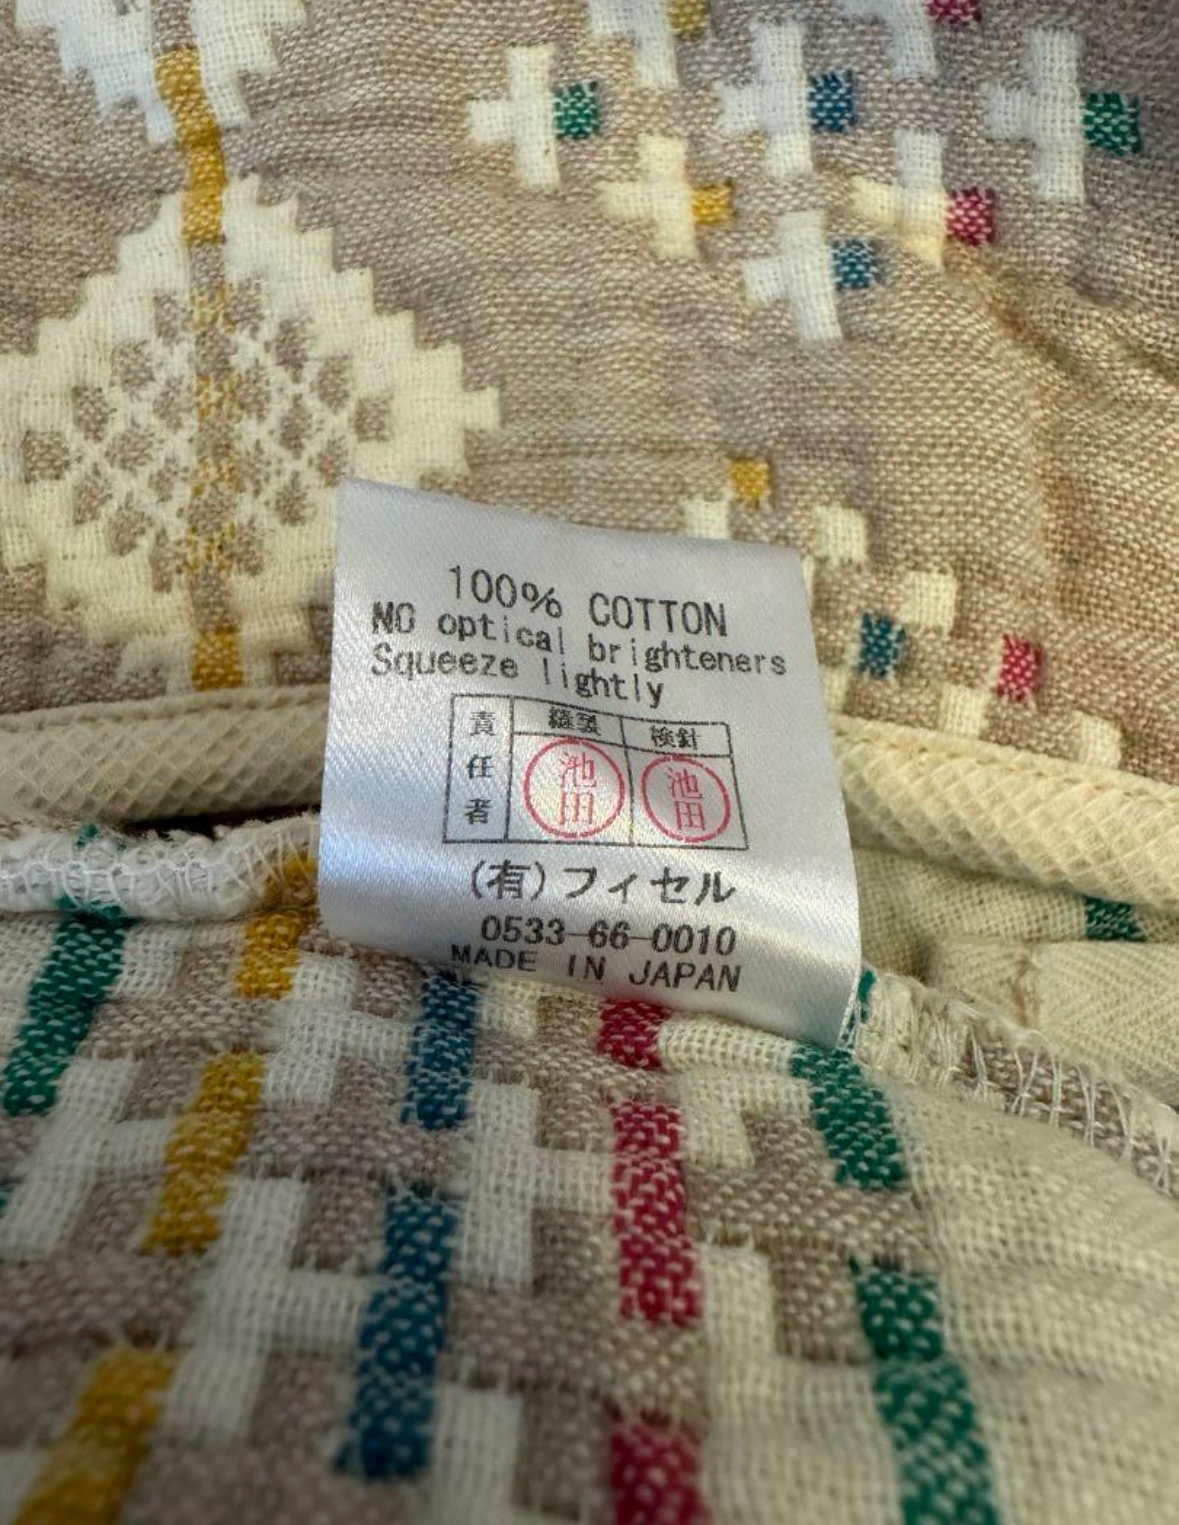 100% COTTON
NO optical brighteners
Squeeze lightly
責任者
縫製
検針
池田
池田
(有)フィセル
0533-66-0010
MADE IN JAPAN